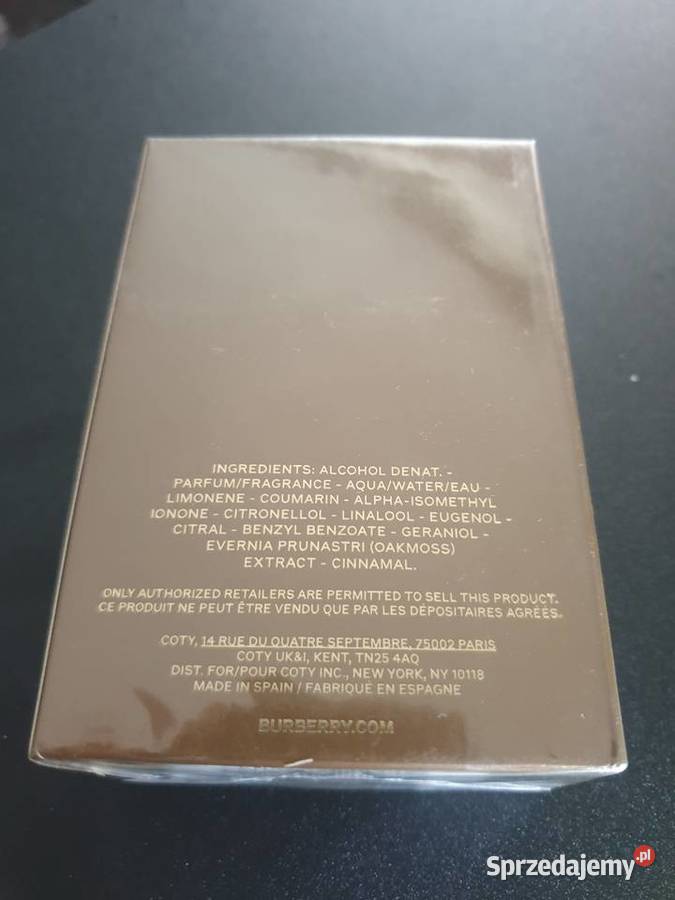 INGREDIENTS: ALCOHOL DENAT. -
PARFUM/FRAGRANCE - AQUA/WATER/EAU -
LIMONENE - COUMARIN - ALPHA-ISOMETHYL
IONONE - CITRONELLOL - LINALOOL - EUGENOL -
CITRAL - BENZYL BENZOATE - GERANIOL -
EVERNIA PRUNASTRI (OAKMOSS)
EXTRACT - CINNAMAL.
ONLY AUTHORIZED RETAILERS ARE PERMITTED TO SELL THIS PRODUCT.
CE PRODUIT NE PEUT ÊTRE VENDU QUE PAR LES DÉPOSITAIRES AGRÉÉS.
COTY, 14 RUE DU QUATRE SEPTEMBRE, 75002 PARIS
COTY UK&I, KENT, TN25 4AQ
DIST. FOR/POUR COTY INC., NEW YORK, NY 10118
MADE IN SPAIN / FABRIQUÉ EN ESPAGNE
BURBERRY.COM
Sprzedajemy.pl